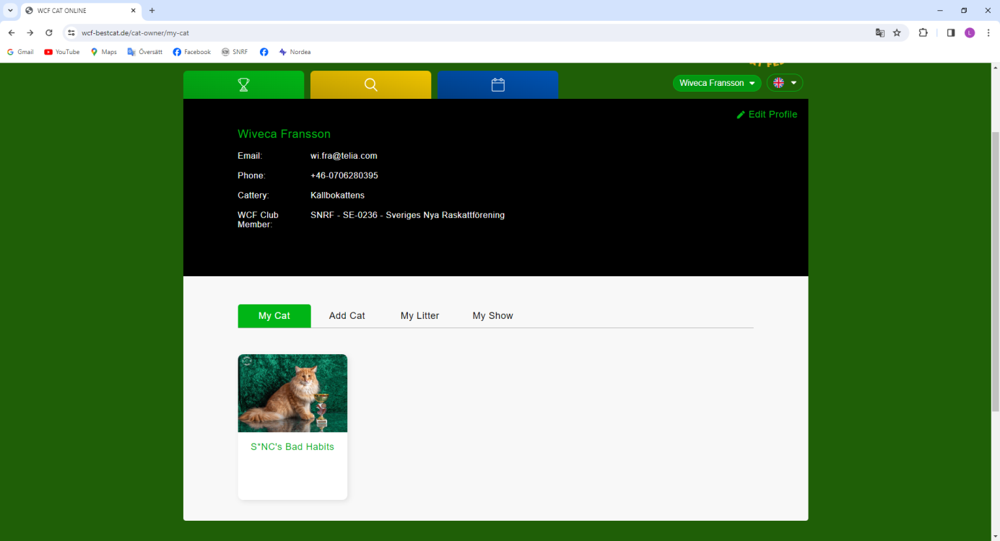 WCF CAT ONLINE
wcf-bestcat.de/cat-owner/my-cat
L
Gmail YouTube Maps Översätt Facebook SNRF Nordea
Wiveca Fransson
Edit Profile
Wiveca Fransson
Email: wi.fra@telia.com
Phone: +46-0706280395
Cattery: Källbokattens
WCF Club SNRF - SE-0236 - Sveriges Nya Raskattförening
Member:
My Cat Add Cat My Litter My Show
S*NC's Bad Habits